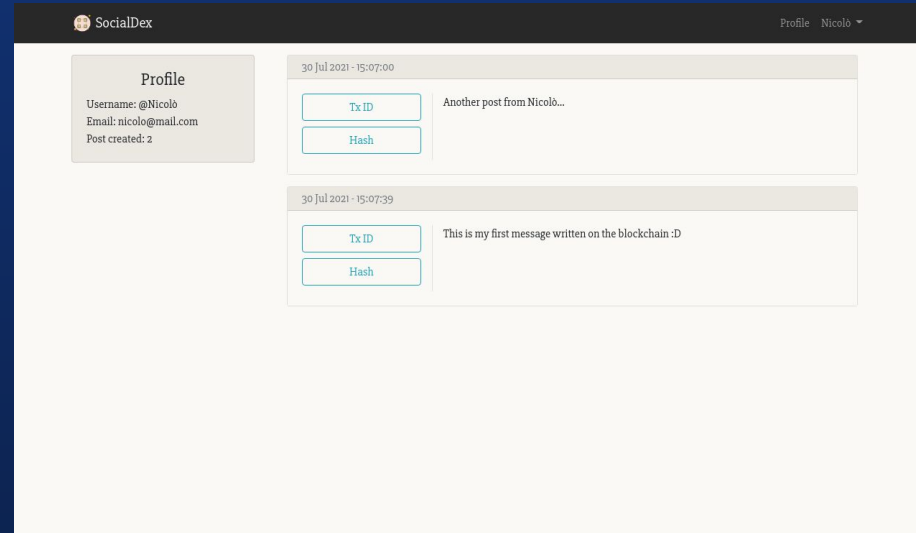 SocialDex
Profile Nicolò
Profile
Username: @Nicolò
Email: nicolo@mail.com
Post created: 2
30 Jul 2021 - 15:07:00
Tx ID
Hash
Another post from Nicolò...
30 Jul 2021 - 15:07:39
Tx ID
Hash
This is my first message written on the blockchain :D